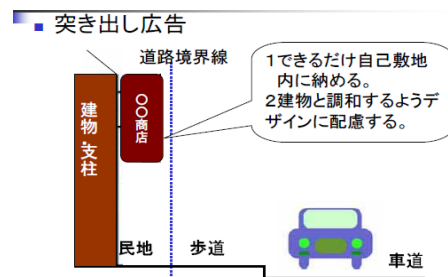 突き出し広告
道路境界線
1できるだけ自己敷地
内に納める。
2建物と調和するようデ
ザインに配慮する。
〇〇商店
建物・支柱
民地
歩道
車道